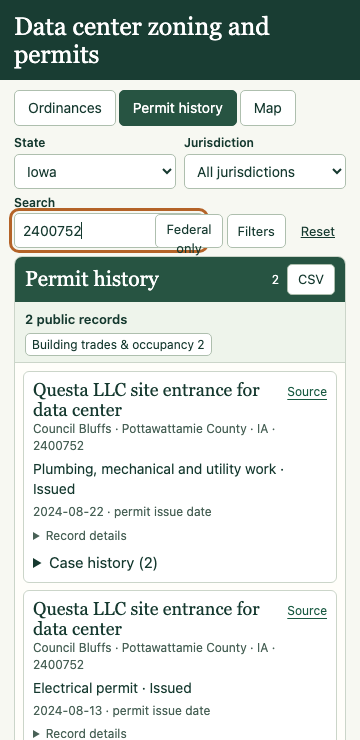 Data center zoning and
permits
Ordinances
Permit history
Map
State
Jurisdiction
Iowa
All jurisdictions
Search
2400752
Federal
only
Filters
Reset
Permit history
2
CSV
2 public records
Building trades & occupancy 2
Questa LLC site entrance for
data center
Source
Council Bluffs · Pottawattamie County · IA ·
2400752
Plumbing, mechanical and utility work ·
Issued
2024-08-22 · permit issue date
Record details
Case history (2)
Questa LLC site entrance for
data center
Source
Council Bluffs · Pottawattamie County · IA ·
2400752
Electrical permit · Issued
2024-08-13 · permit issue date
Record details